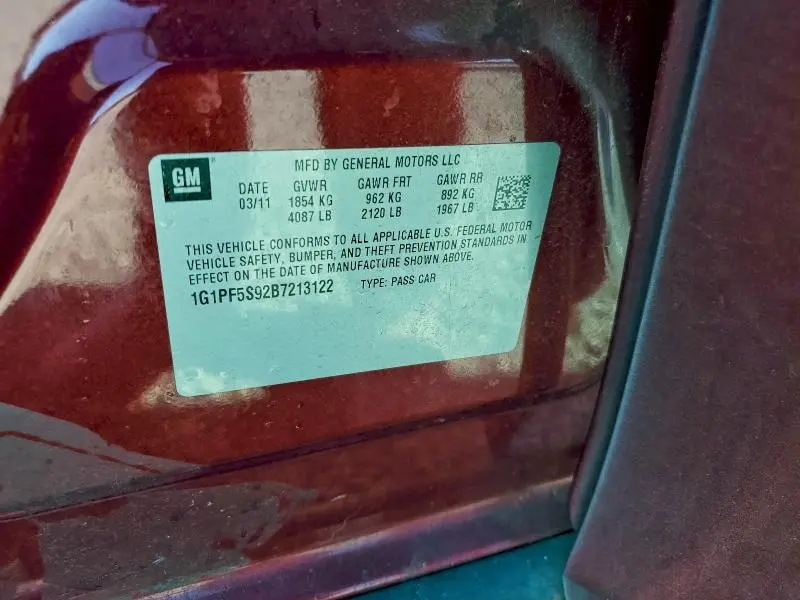 GM
MFD BY GENERAL MOTORS LLC
DATE GVWR GAWR FRT GAWR RR
03/11 1854 KG 962 KG 892 KG
4087 LB 2120 LB 1967 LB
THIS VEHICLE CONFORMS TO ALL APPLICABLE U.S. FEDERAL MOTOR
VEHICLE SAFETY, BUMPER, AND THEFT PREVENTION STANDARDS IN
EFFECT ON THE DATE OF MANUFACTURE SHOWN ABOVE.
1G1PF5S92B7213122 TYPE: PASS CAR